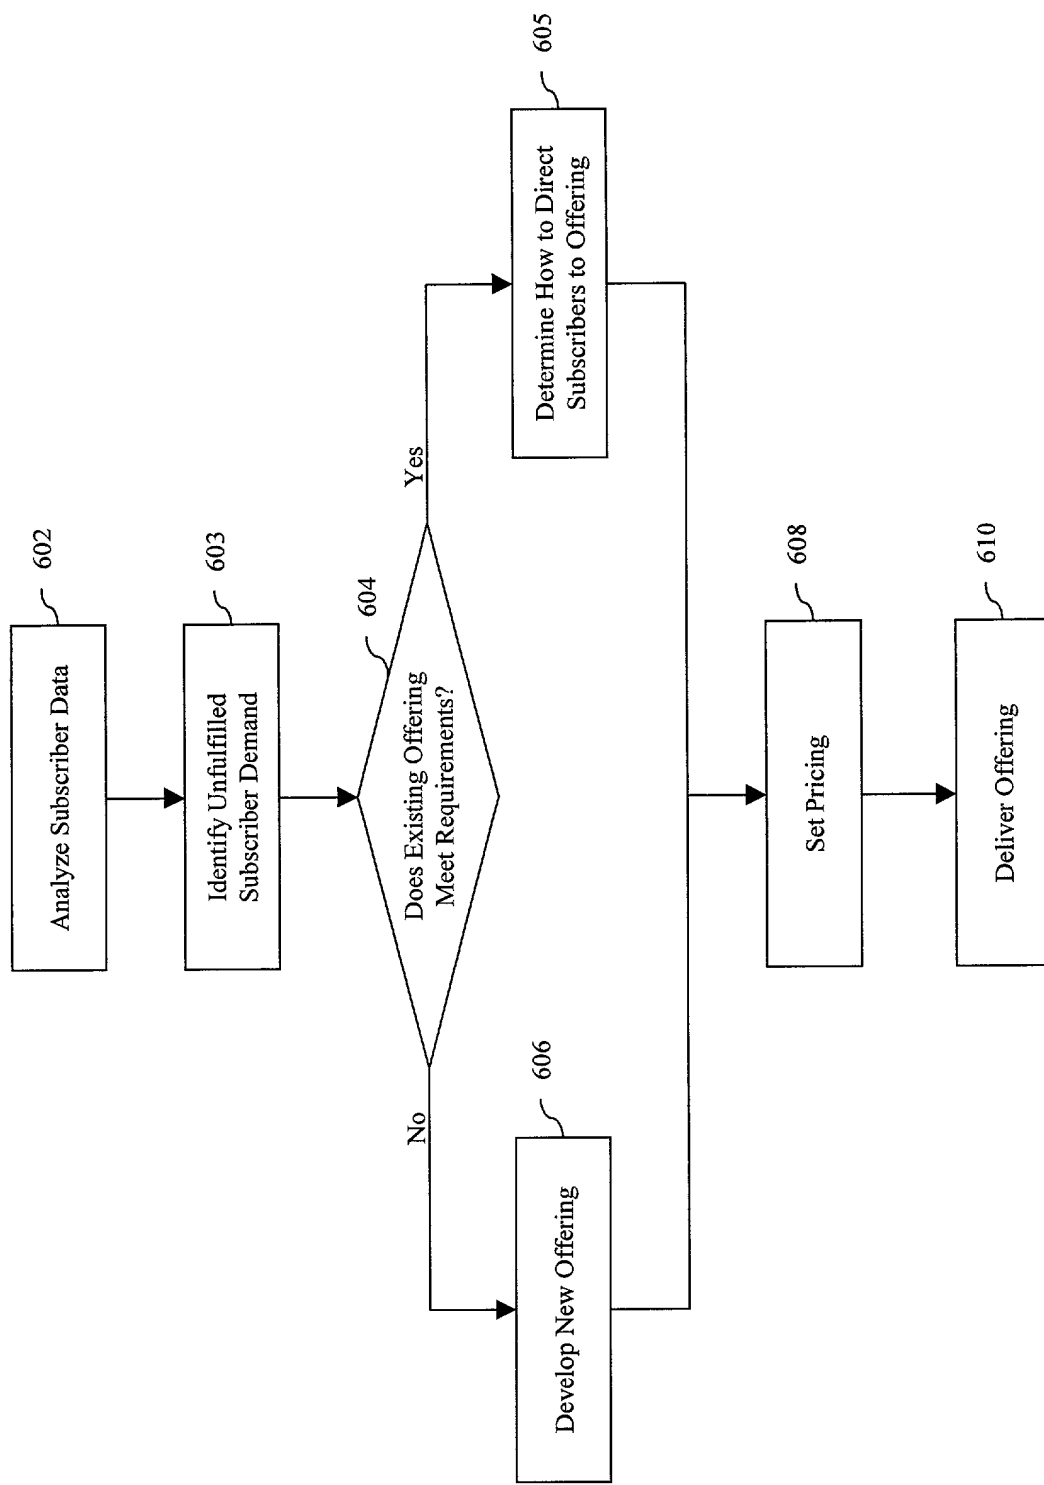 602
Analyze Subscriber Data
603
Identify Unfulfilled
Subscriber Demand
604
Does Existing Offering
Meet Requirements?
No
Yes
606
Develop New Offering
605
Determine How to Direct
Subscribers to Offering
608
Set Pricing
610
Deliver Offering